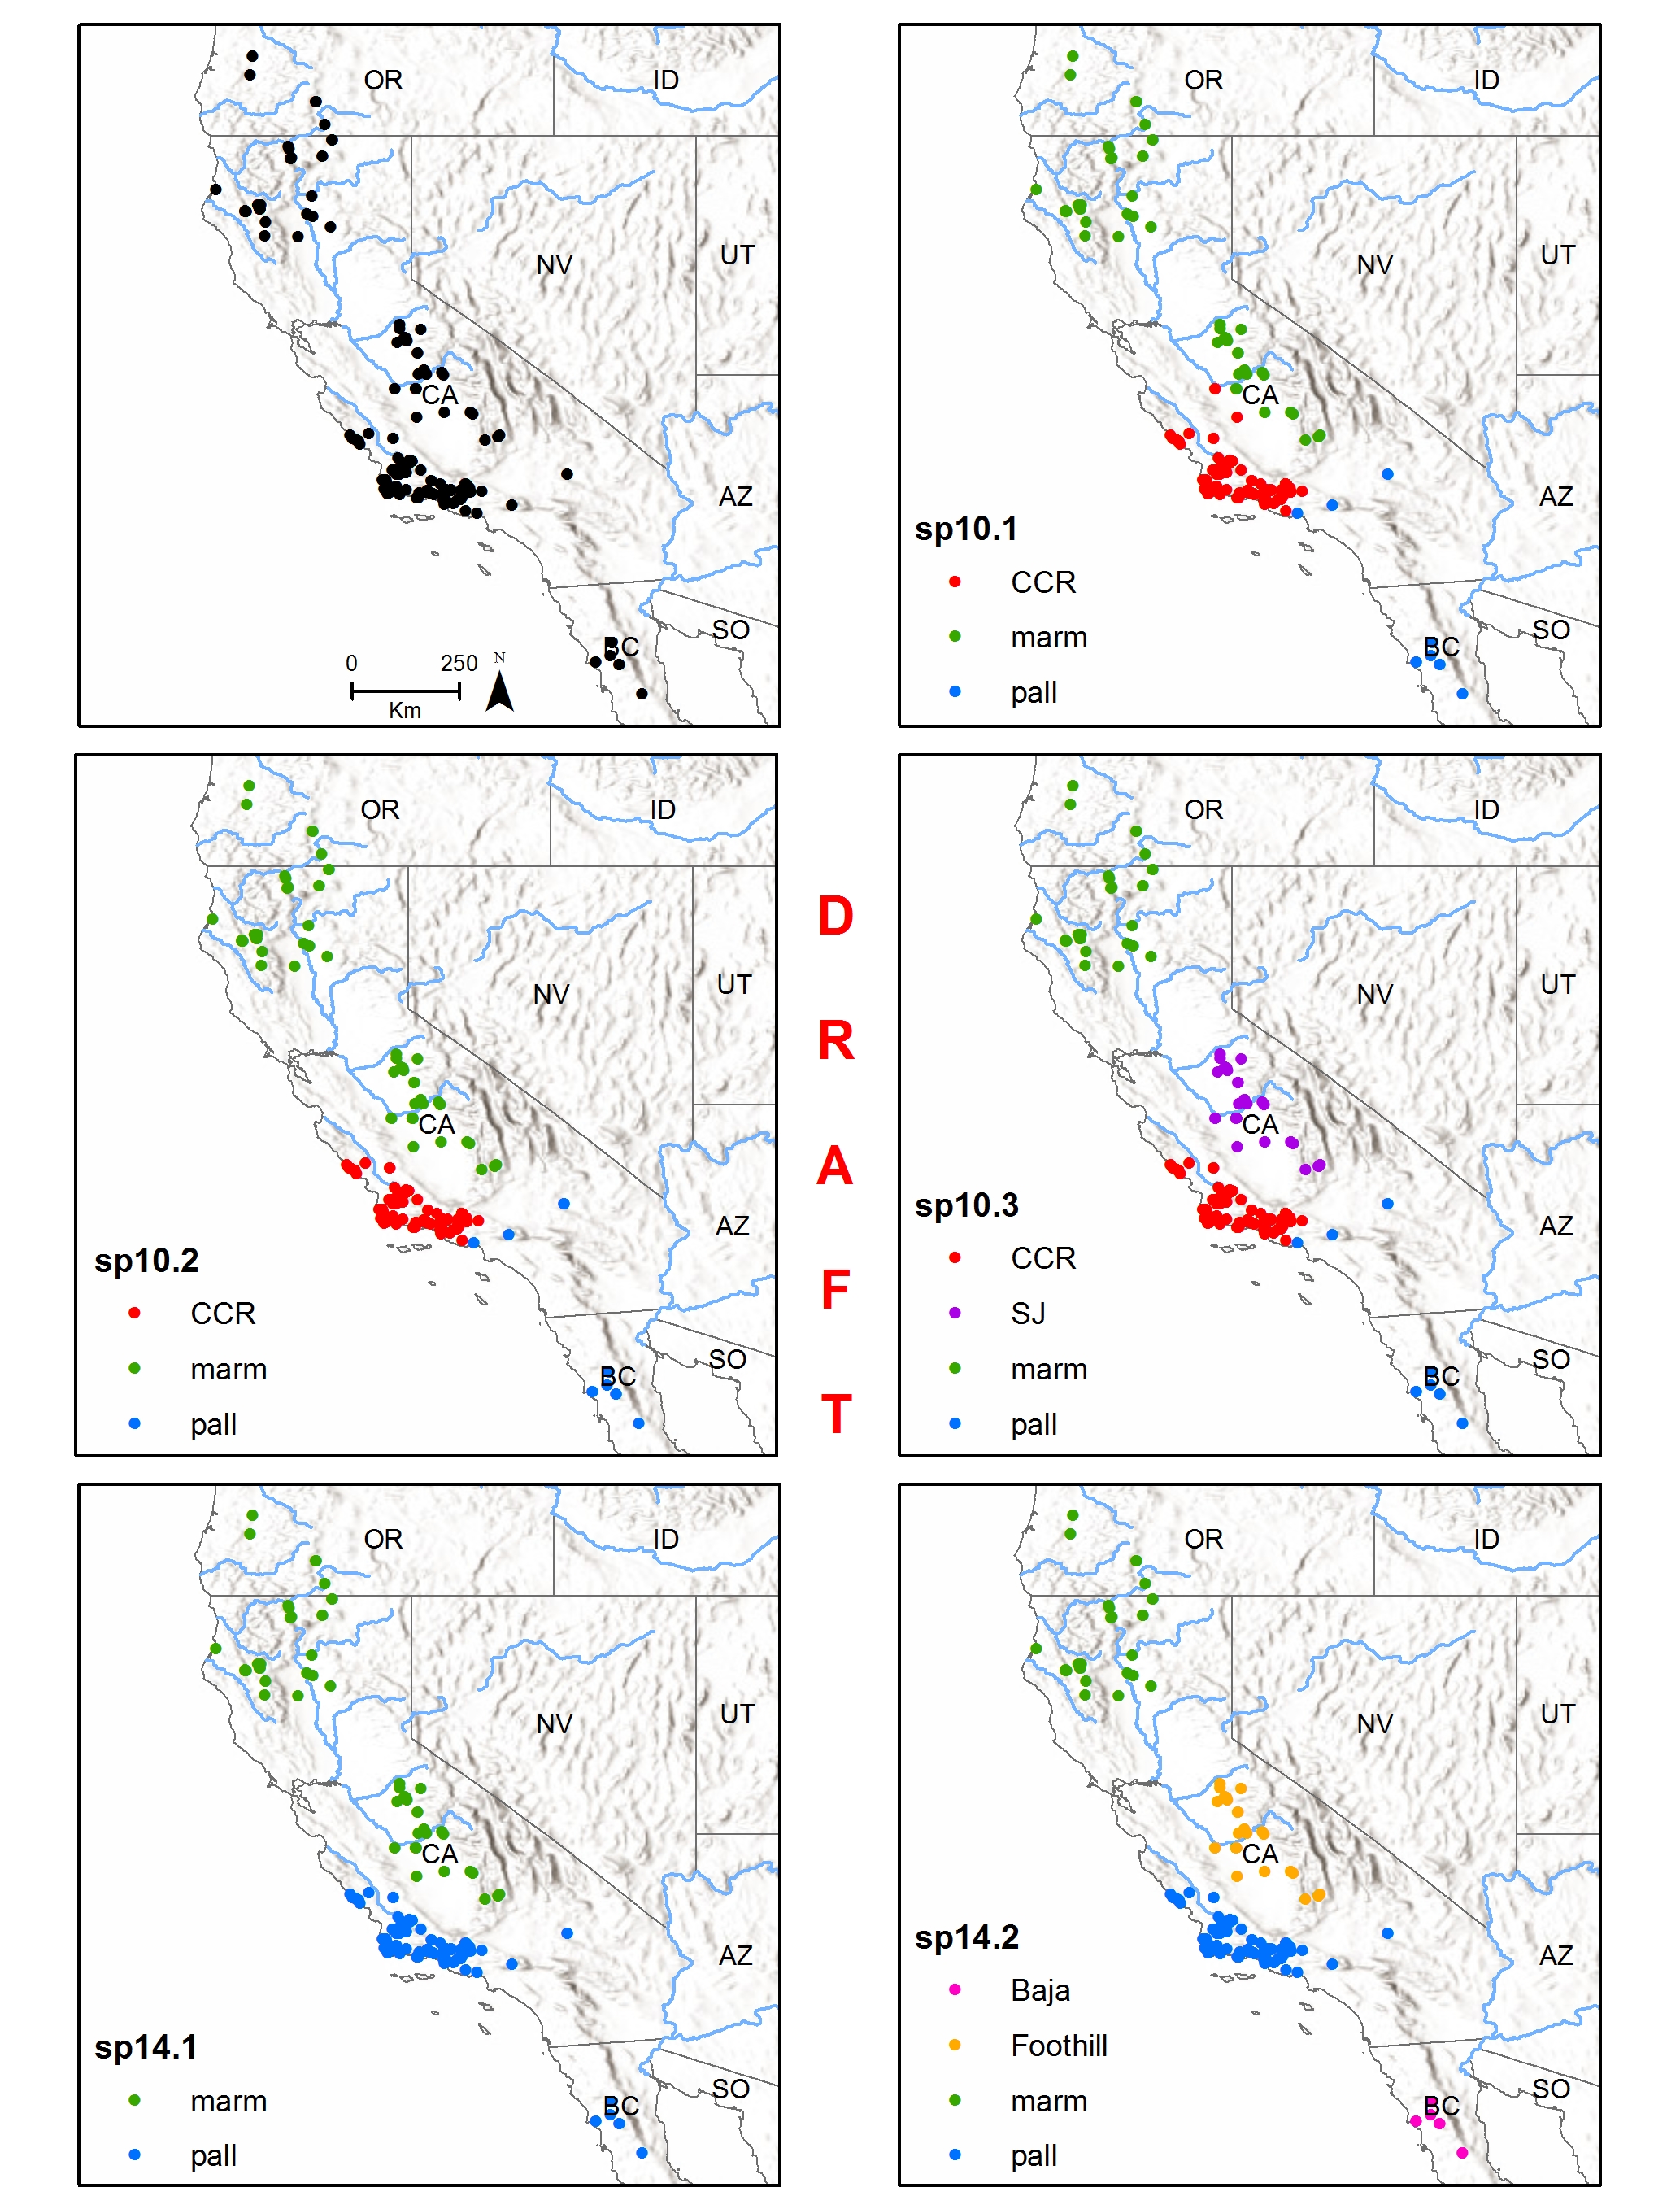 OR
ID
NV
UT
CA
AZ
BC
SO
0 250 N
Km
OR
ID
NV
UT
CA
AZ
sp10.1
CCR
marm
pall
BC
SO
OR
ID
NV
UT
CA
AZ
sp10.2
CCR
marm
pall
BC
SO
D
R
A
F
T
OR
ID
NV
UT
CA
AZ
sp10.3
CCR
SJ
marm
pall
BC
SO
OR
ID
NV
UT
CA
AZ
sp14.1
marm
pall
BC
SO
OR
ID
NV
UT
CA
AZ
sp14.2
Baja
Foothill
marm
pall
BC
SO